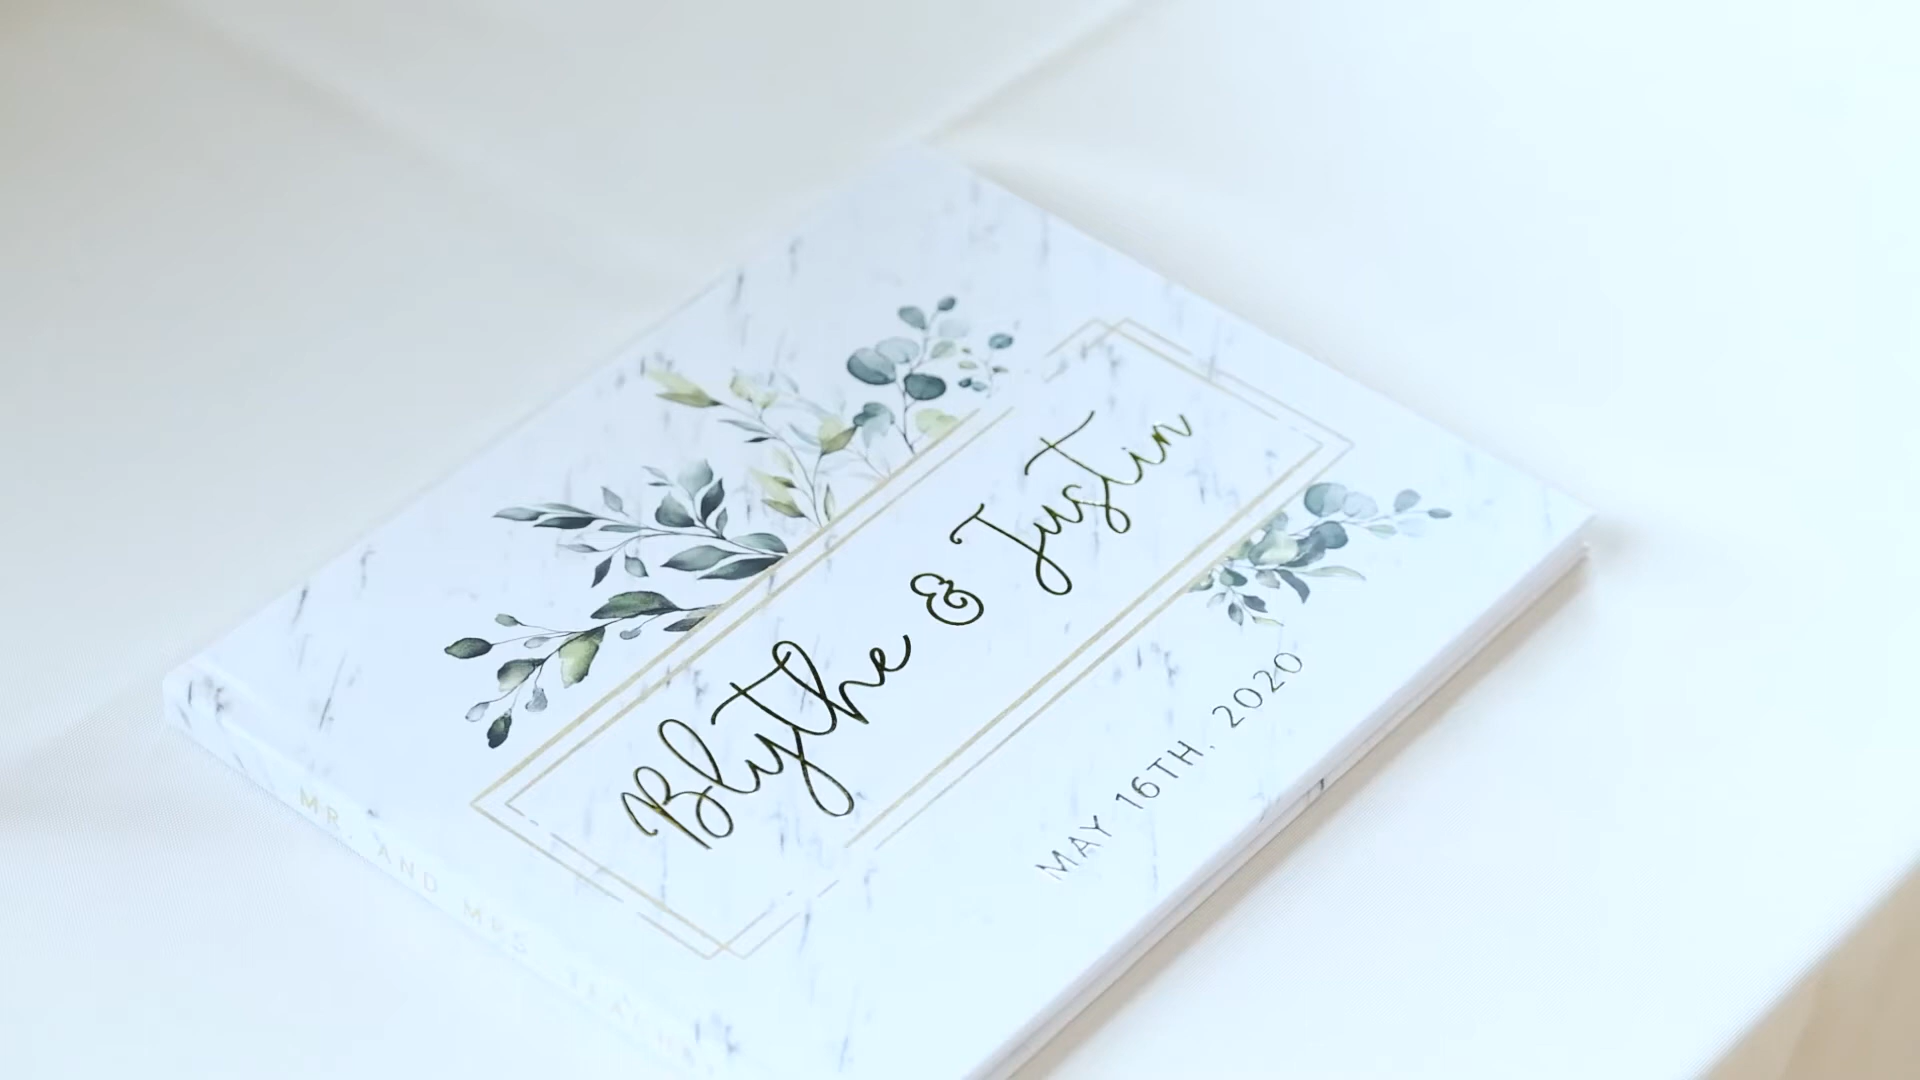 Blythe & Justin
MAY 16TH, 2020
MR. AND MRS.